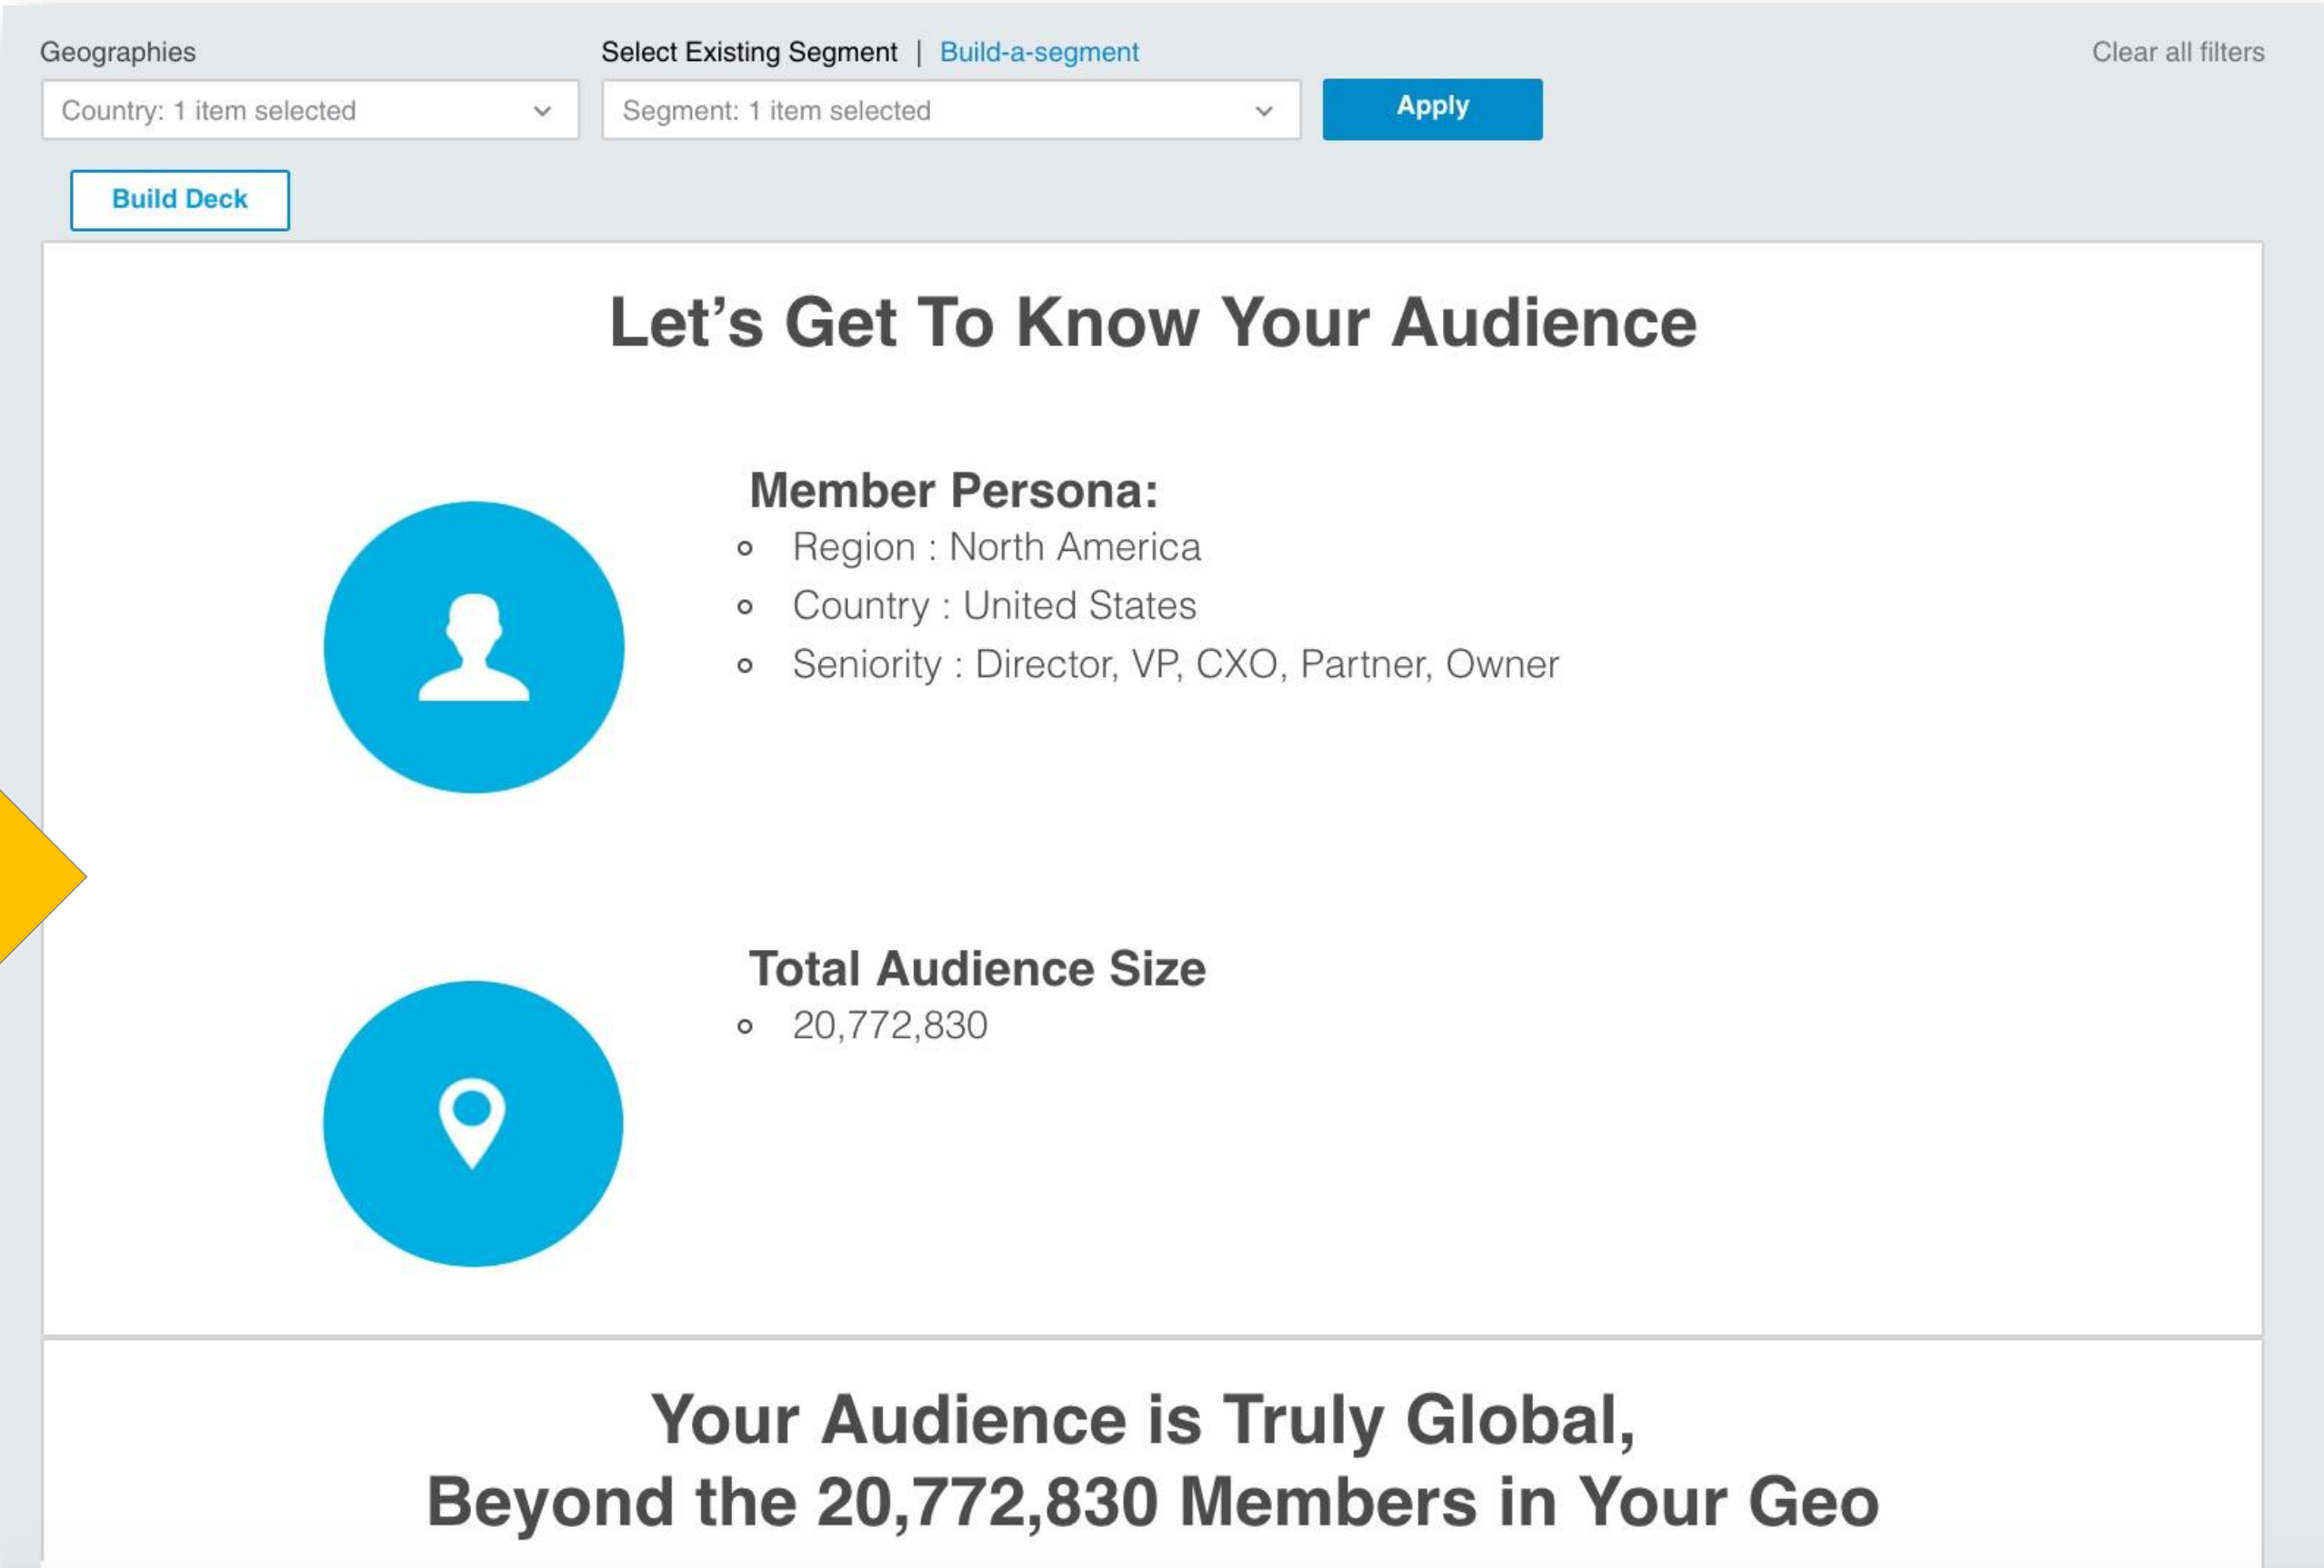 Geographies
Select Existing Segment | Build-a-segment
Clear all filters
Country: 1 item selected
Segment: 1 item selected
Apply
Build Deck
Let’s Get To Know Your Audience
Member Persona:
Region : North America
Country : United States
Seniority : Director, VP, CXO, Partner, Owner
Total Audience Size
20,772,830
Your Audience is Truly Global,
Beyond the 20,772,830 Members in Your Geo